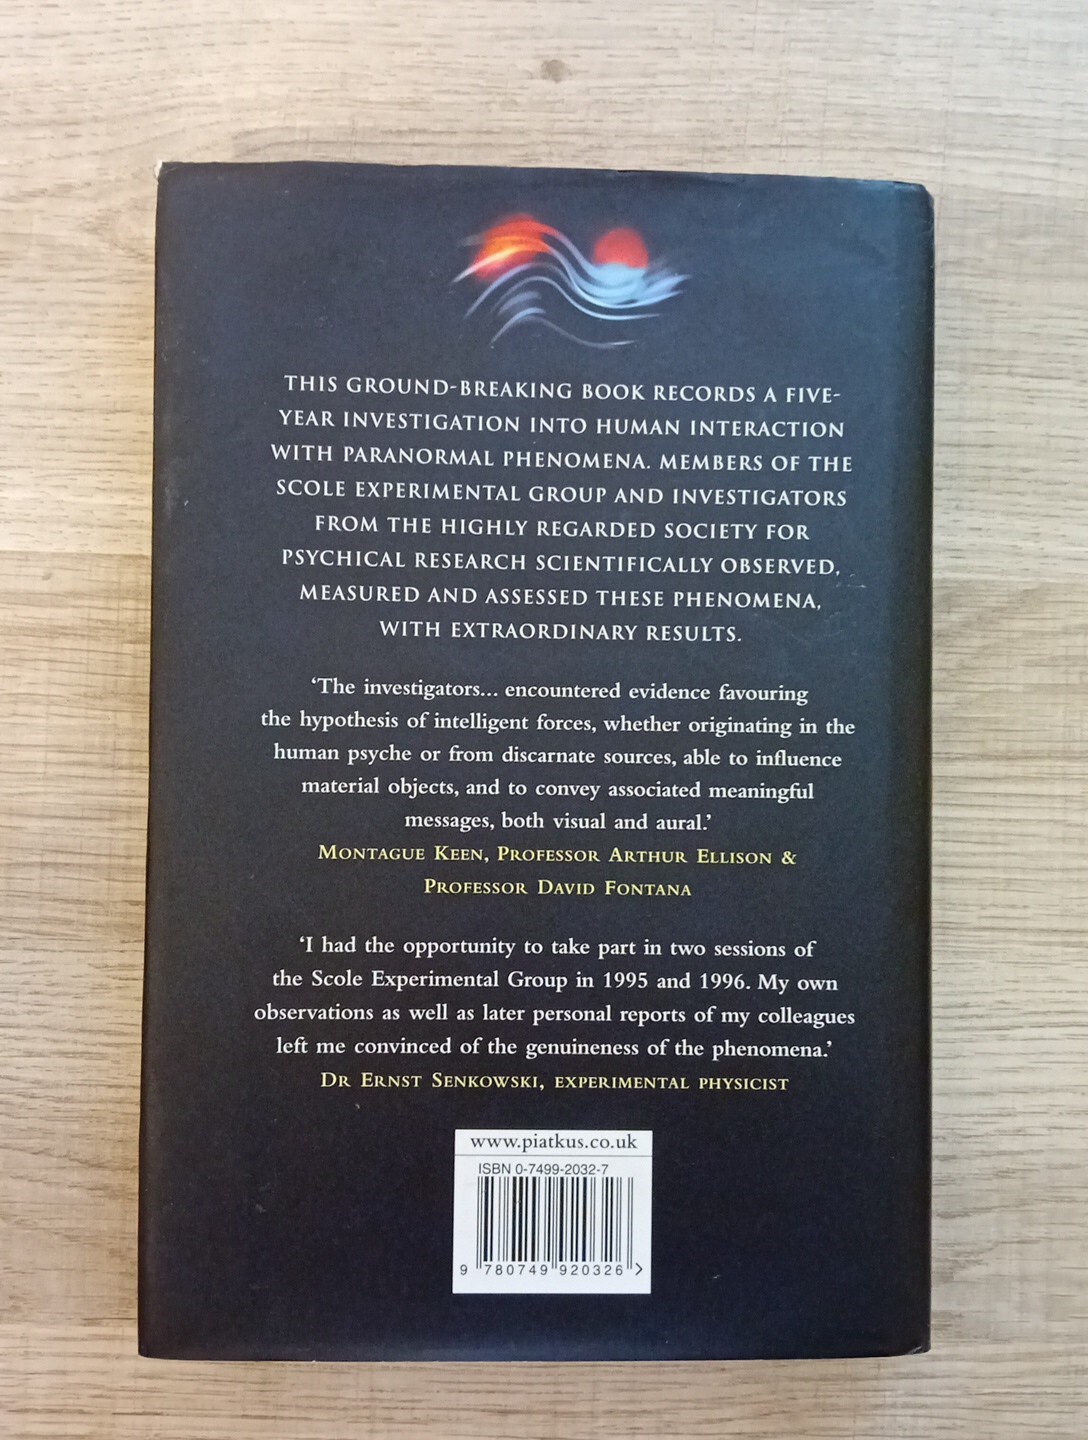 THIS GROUND-BREAKING BOOK RECORDS A FIVE-
YEAR INVESTIGATION INTO HUMAN INTERACTION
WITH PARANORMAL PHENOMENA. MEMBERS OF THE
SCOLE EXPERIMENTAL GROUP AND INVESTIGATORS
FROM THE HIGHLY REGARDED SOCIETY FOR
PSYCHICAL RESEARCH SCIENTIFICALLY OBSERVED,
MEASURED AND ASSESSED THESE PHENOMENA,
WITH EXTRAORDINARY RESULTS.
‘The investigators... encountered evidence favouring
the hypothesis of intelligent forces, whether originating in the
human psyche or from discarnate sources, able to influence
material objects, and to convey associated meaningful
messages, both visual and aural.’
MONTAGUE KEEN, PROFESSOR ARTHUR ELLISON &
PROFESSOR DAVID FONTANA
‘I had the opportunity to take part in two sessions of
the Scole Experimental Group in 1995 and 1996. My own
observations as well as later personal reports of my colleagues
left me convinced of the genuineness of the phenomena.’
DR ERNST SENKOWSKI, EXPERIMENTAL PHYSICIST
www.piatkus.co.uk
ISBN 0-7499-2032-7
9 780749 920326 >